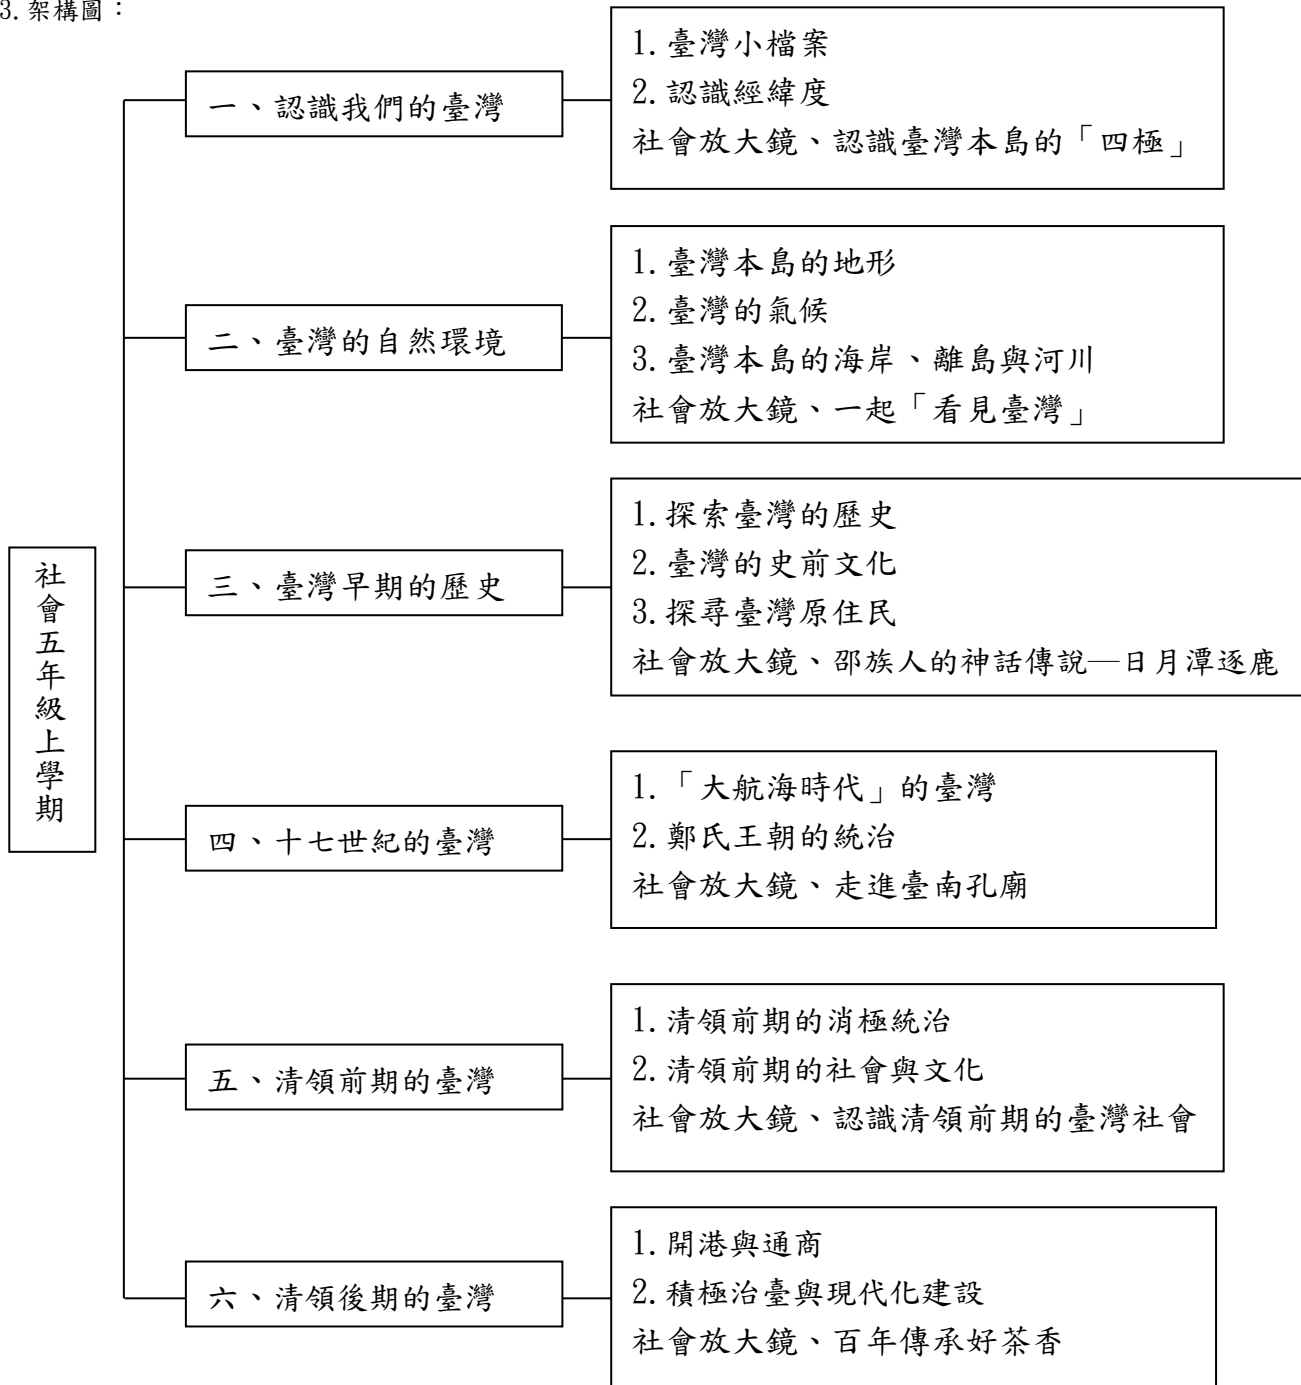 3.架構圖：
社會五年級上學期
一、認識我們的臺灣
1.臺灣小檔案
2.認識經緯度
社會放大鏡、認識臺灣本島的「四極」
二、臺灣的自然環境
1.臺灣本島的地形
2.臺灣的氣候
3.臺灣本島的海岸、離島與河川
社會放大鏡、一起「看見臺灣」
三、臺灣早期的歷史
1.探索臺灣的歷史
2.臺灣的史前文化
3.探尋臺灣原住民
社會放大鏡、邵族人的神話傳說—日月潭逐鹿
四、十七世紀的臺灣
1.「大航海時代」的臺灣
2.鄭氏王朝的統治
社會放大鏡、走進臺南孔廟
五、清領前期的臺灣
1.清領前期的消極統治
2.清領前期的社會與文化
社會放大鏡、認識清領前期的臺灣社會
六、清領後期的臺灣
1.開港與通商
2.積極治臺與現代化建設
社會放大鏡、百年傳承好茶香